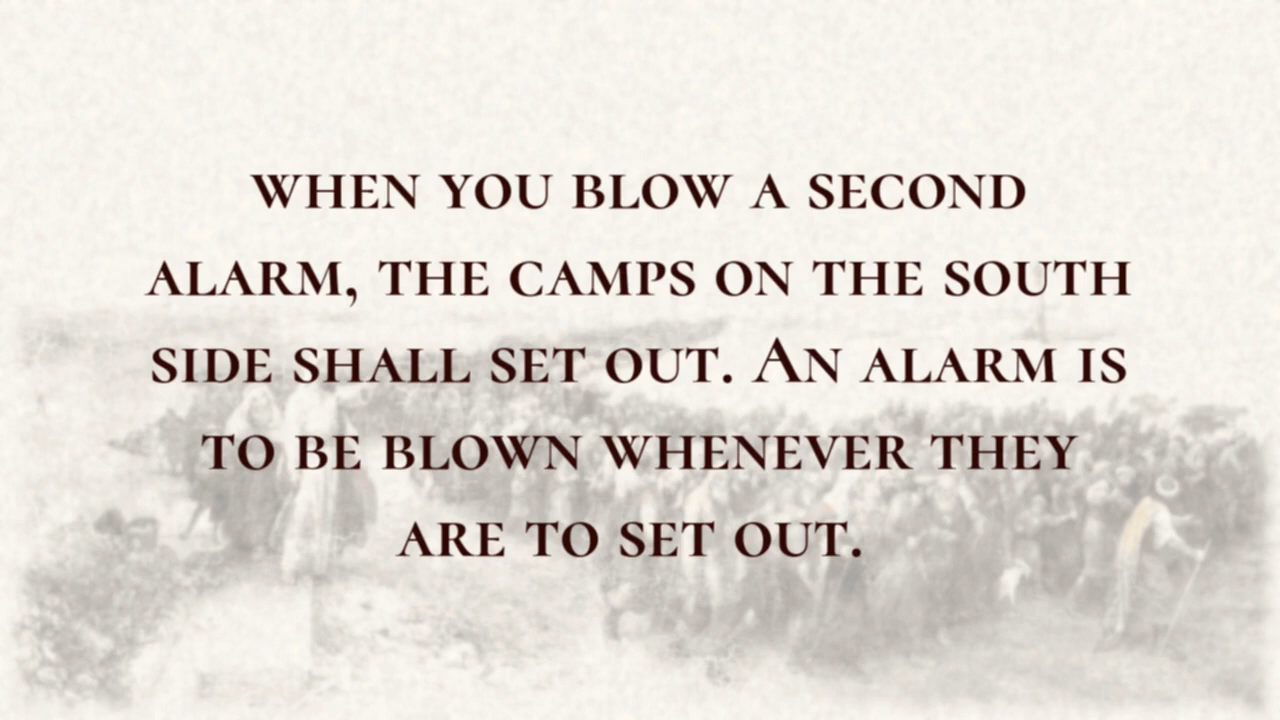 when you blow a second
alarm, the camps on the south
side shall set out. An alarm is
to be blown whenever they
are to set out.